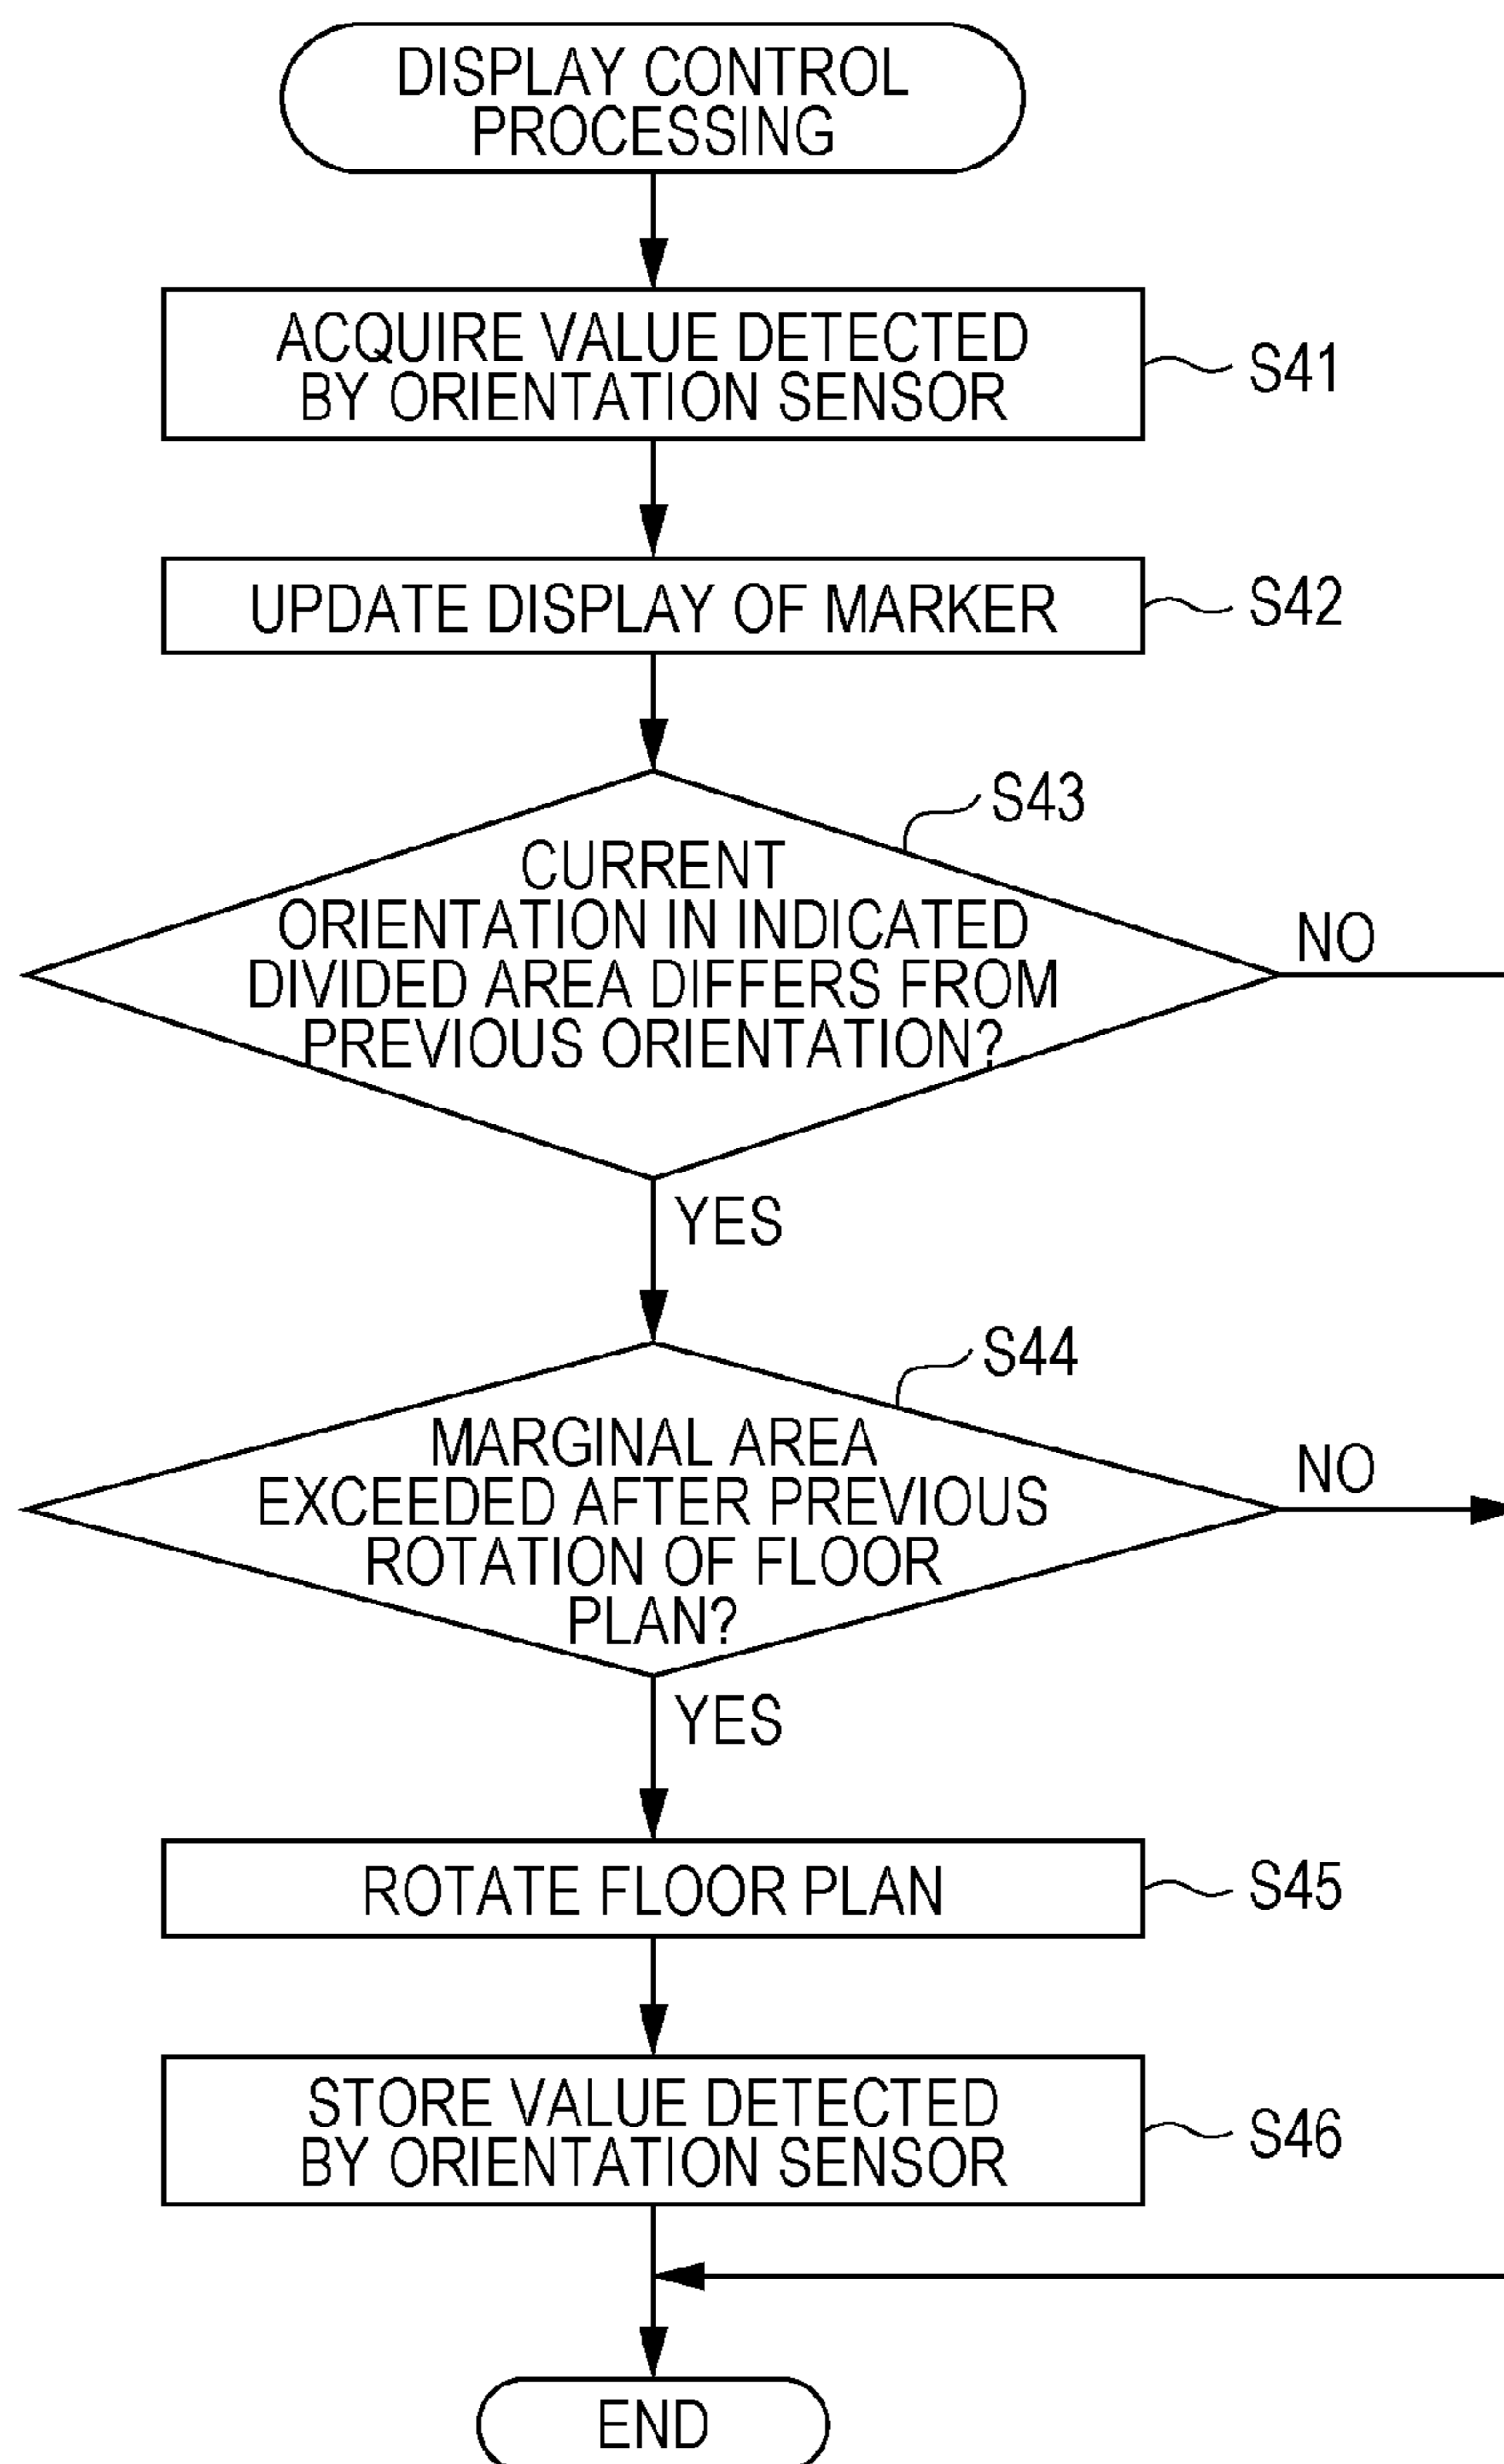 DISPLAY CONTROL
PROCESSING
ACQUIRE VALUE DETECTED
BY ORIENTATION SENSOR
S41
UPDATE DISPLAY OF MARKER
S42
S43
CURRENT
ORIENTATION IN INDICATED
DIVIDED AREA DIFFERS FROM
PREVIOUS ORIENTATION?
NO
YES
S44
MARGINAL AREA
EXCEEDED AFTER PREVIOUS
ROTATION OF FLOOR
PLAN?
NO
YES
ROTATE FLOOR PLAN
S45
STORE VALUE DETECTED
BY ORIENTATION SENSOR
S46
END